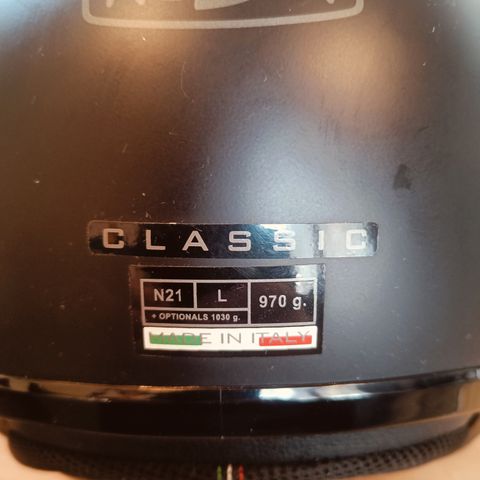 CLASSIC
N21 L 970 g.
+ OPTIONALS 1030 g.
MADE IN ITALY